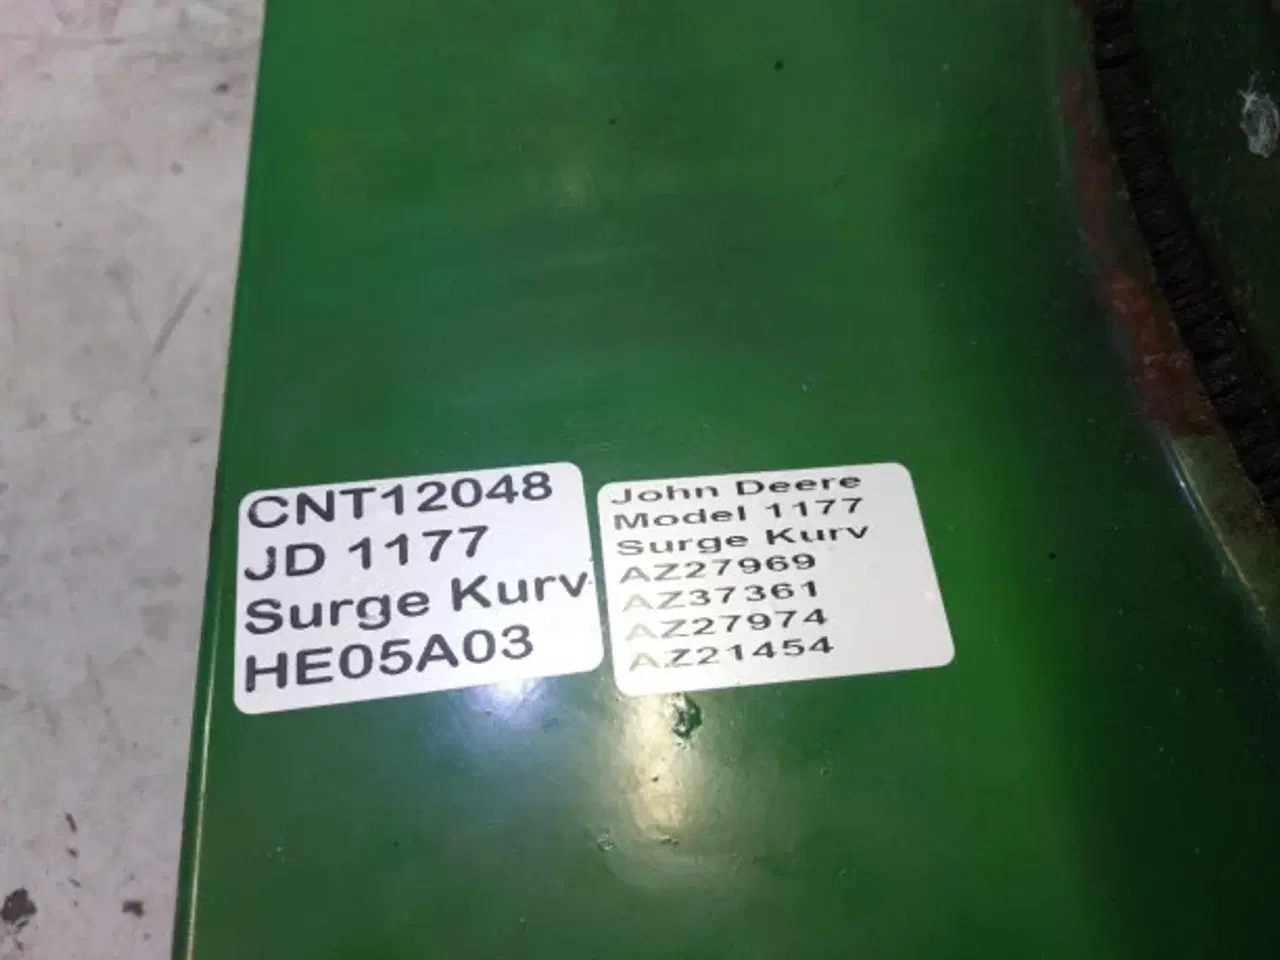 CNT12048
JD 1177
Surge Kurv
HE05A03
John Deere
Model 1177
Surge Kurv
AZ27969
AZ37361
AZ27974
AZ21454